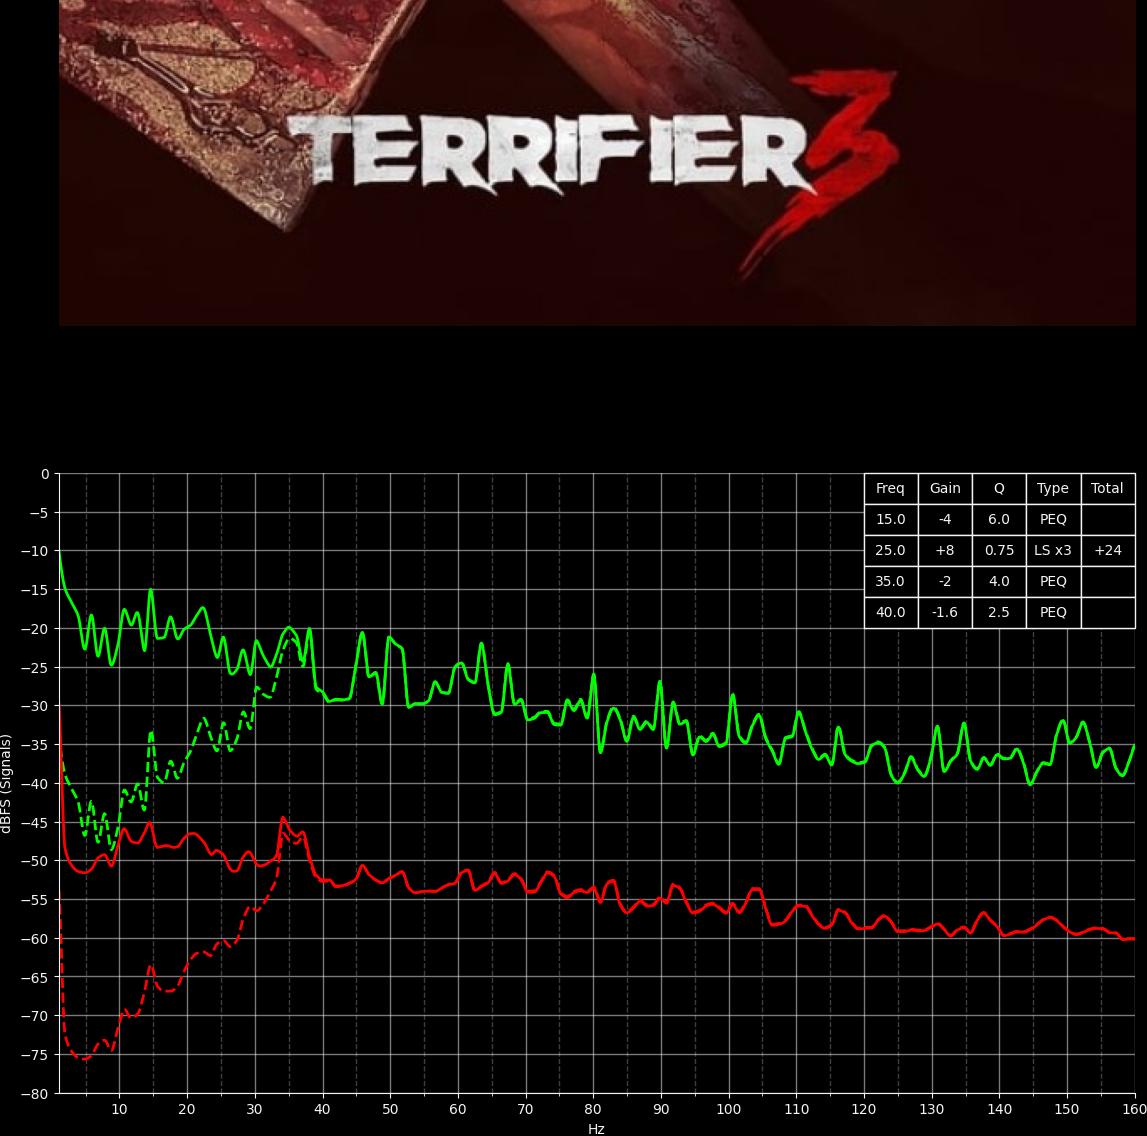 TERRIFIER 3
0
−5
−10
−15
−20
−25
−30
−35
−40
−45
−50
−55
−60
−65
−70
−75
−80
dBFS (Signals)
Freq Gain Q Type Total
15.0 -4 6.0 PEQ
25.0 +8 0.75 LS x3 +24
35.0 -2 4.0 PEQ
40.0 -1.6 2.5 PEQ
10 20 30 40 50 60 70 80 90 100 110 120 130 140 150 160
Hz